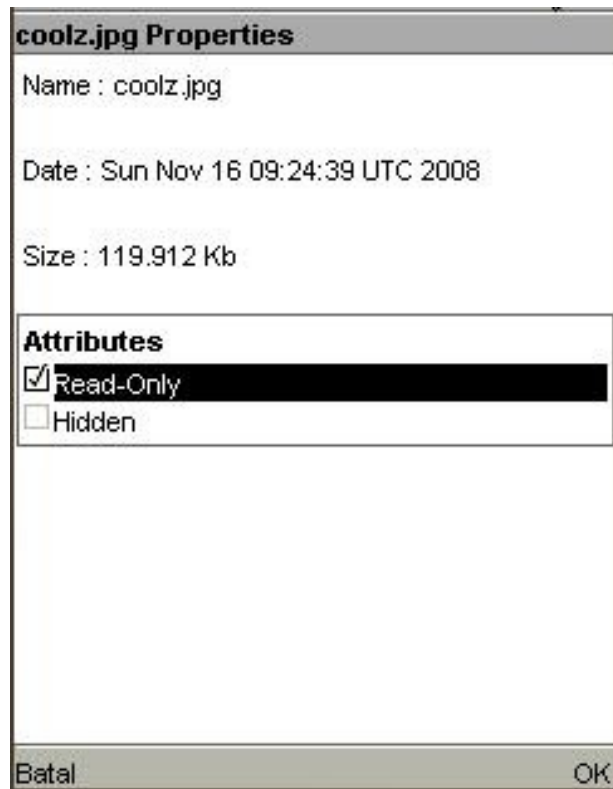 coolz.jpg Properties
Name : coolz.jpg
Date : Sun Nov 16 09:24:39 UTC 2008
Size : 119.912 Kb
Attributes
Read-Only
Hidden
Batal OK